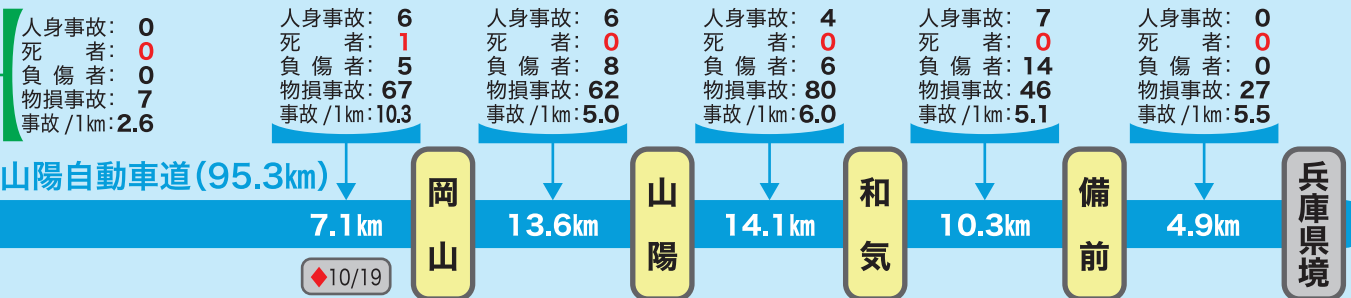 人身事故: 0
死者: 0
負傷者: 0
物損事故: 7
事故/1km: 2.6
人身事故: 6
死者: 1
負傷者: 5
物損事故: 67
事故/1km: 10.3
人身事故: 6
死者: 0
負傷者: 8
物損事故: 62
事故/1km: 5.0
人身事故: 4
死者: 0
負傷者: 6
物損事故: 80
事故/1km: 6.0
人身事故: 7
死者: 0
負傷者: 14
物損事故: 46
事故/1km: 5.1
人身事故: 0
死者: 0
負傷者: 0
物損事故: 27
事故/1km: 5.5
山陽自動車道(95.3km)
7.1km
岡山
13.6km
山陽
14.1km
和気
10.3km
備前
4.9km
兵庫県境
◆10/19